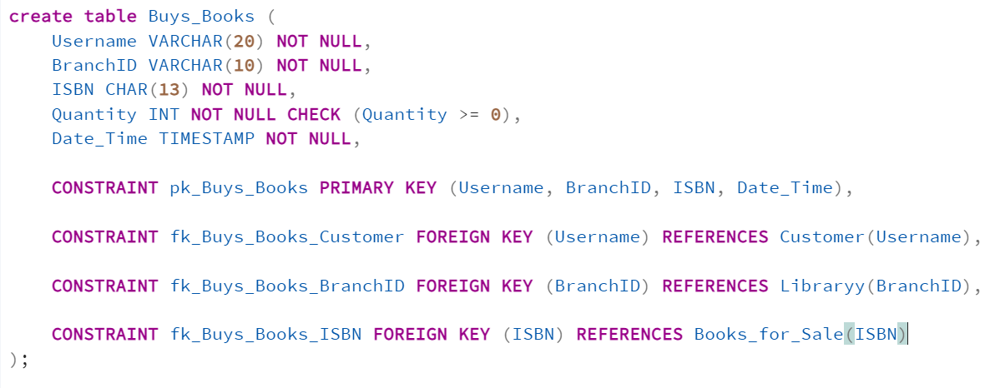 create table Buys_Books (
Username VARCHAR(20) NOT NULL,
BranchID VARCHAR(10) NOT NULL,
ISBN CHAR(13) NOT NULL,
Quantity INT NOT NULL CHECK (Quantity >= 0),
Date_Time TIMESTAMP NOT NULL,
CONSTRAINT pk_Buys_Books PRIMARY KEY (Username, BranchID, ISBN, Date_Time),
CONSTRAINT fk_Buys_Books_Customer FOREIGN KEY (Username) REFERENCES Customer(Username),
CONSTRAINT fk_Buys_Books_BranchID FOREIGN KEY (BranchID) REFERENCES Libraryy(BranchID),
CONSTRAINT fk_Buys_Books_ISBN FOREIGN KEY (ISBN) REFERENCES Books_for_Sale(ISBN)
);